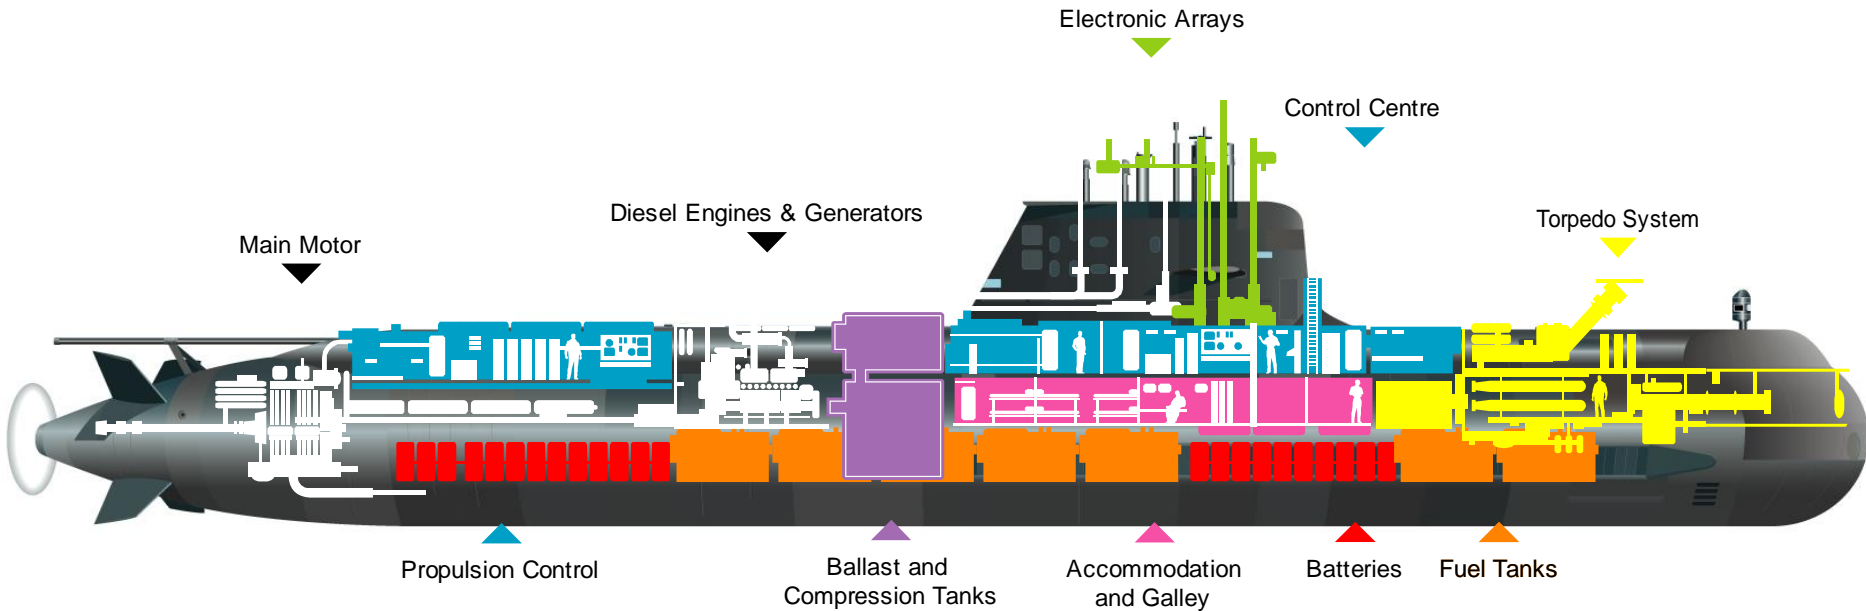 Electronic Arrays
Control Centre
Diesel Engines & Generators
Torpedo System
Main Motor
Propulsion Control
Ballast and
Compression Tanks
Accommodation
and Galley
Batteries
Fuel Tanks